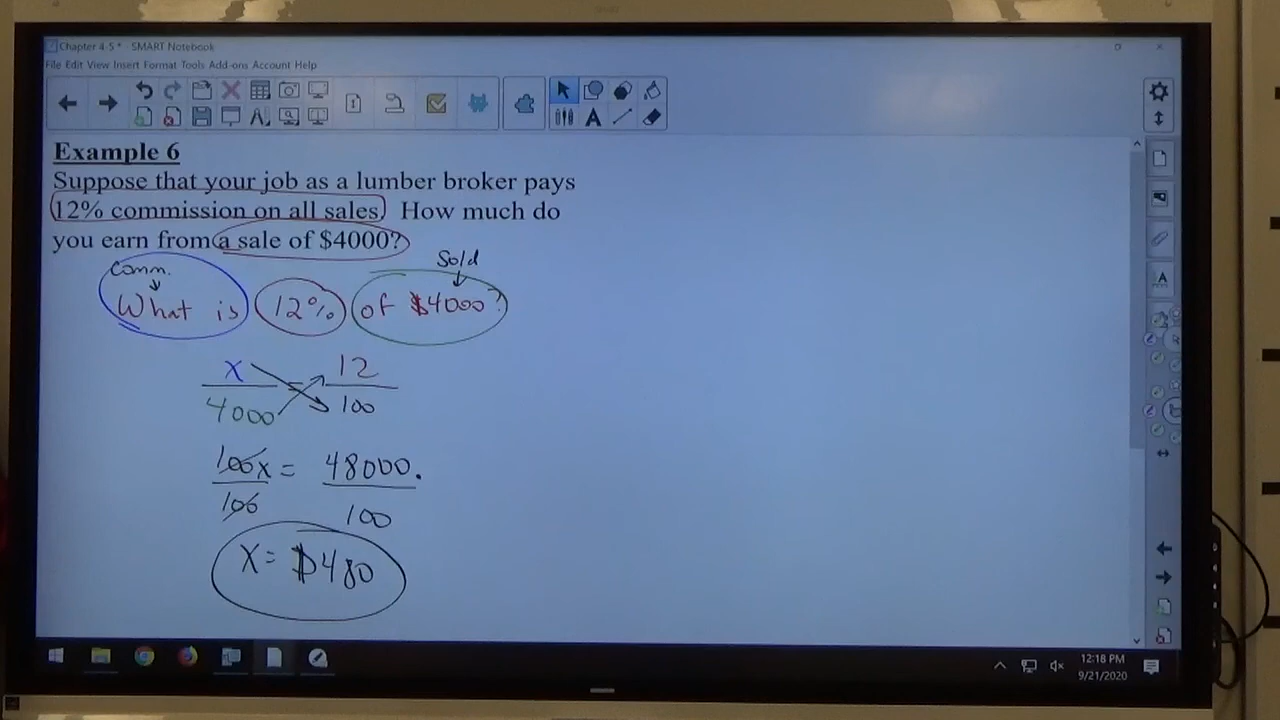 Chapter 4-5 * - SMART Notebook
File Edit View Insert Format Tools Add-ons Account Help
Example 6
Suppose that your job as a lumber broker pays
12% commission on all sales. How much do
you earn from a sale of $4000?
Comm.
Sold
What is 12% of $4000?
x = 12
4000 100
100x = 48000.
100 100
x = $480
12:18 PM
9/21/2020